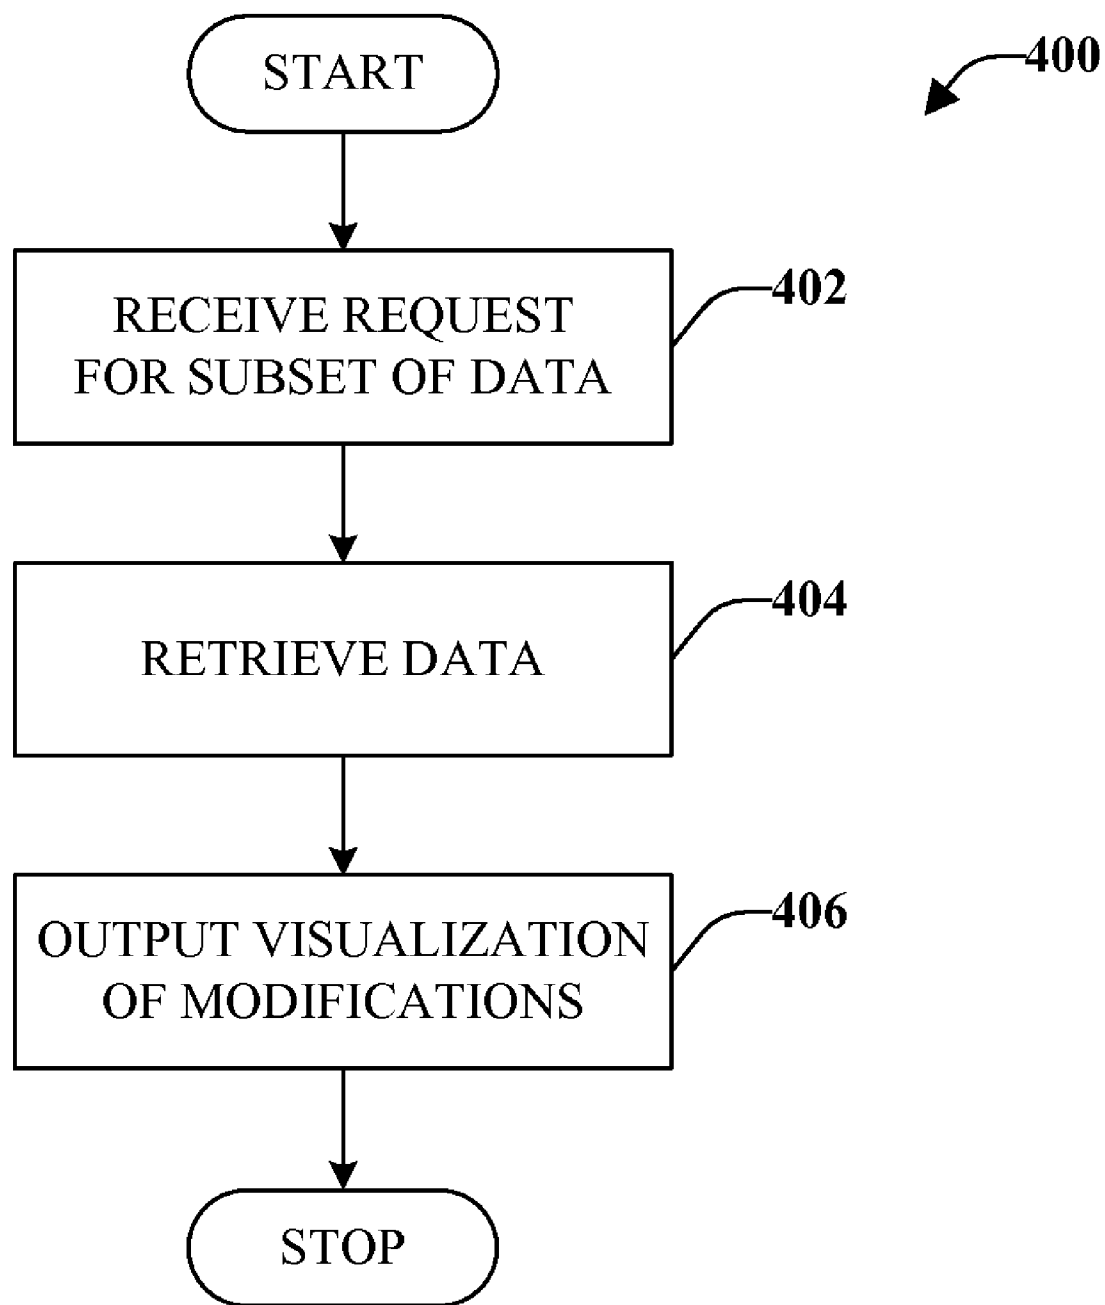 START
400
RECEIVE REQUEST
FOR SUBSET OF DATA
402
RETRIEVE DATA
404
OUTPUT VISUALIZATION
OF MODIFICATIONS
406
STOP